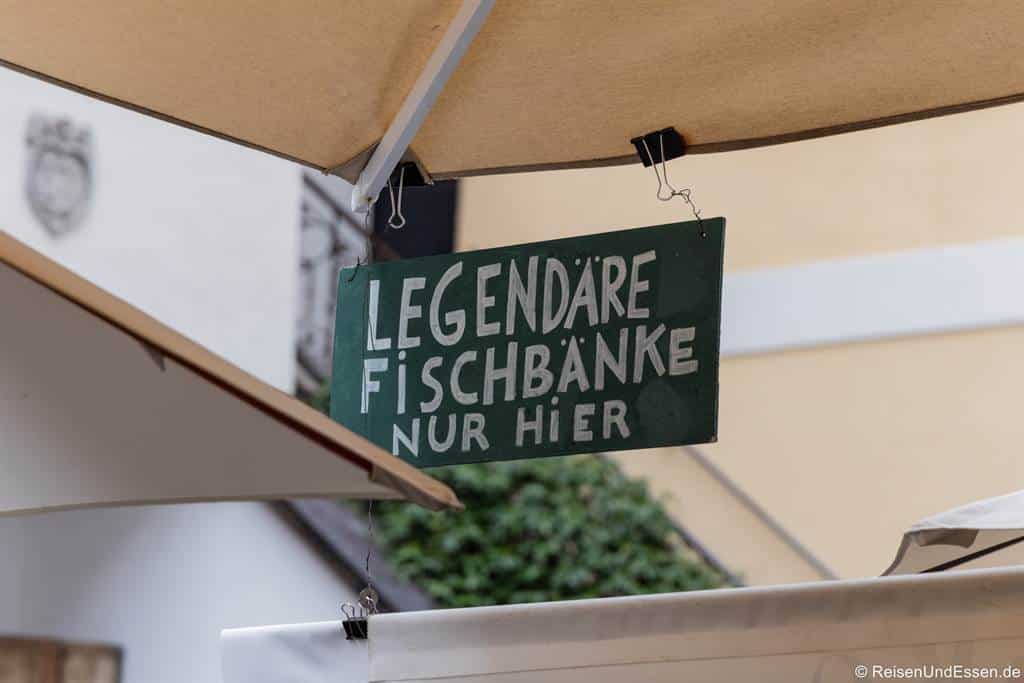 LEGENDÄRE
FiSCHBÄNKE
NUR HiER
© ReisenUndEssen.de